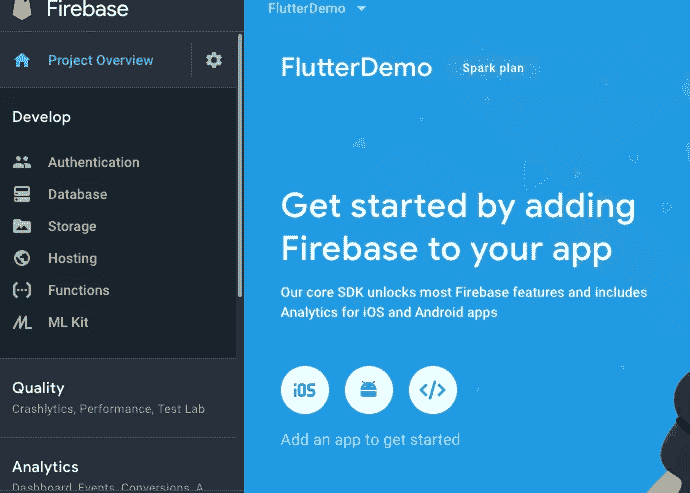 Firebase
Project Overview
Develop
Authentication
Database
Storage
Hosting
Functions
ML Kit
Quality
Crashlytics, Performance, Test Lab
Analytics
Dashboard, Events, Conversions, A...
FlutterDemo
FlutterDemo Spark plan
Get started by adding
Firebase to your app
Our core SDK unlocks most Firebase features and includes
Analytics for iOS and Android apps
iOS
Add an app to get started